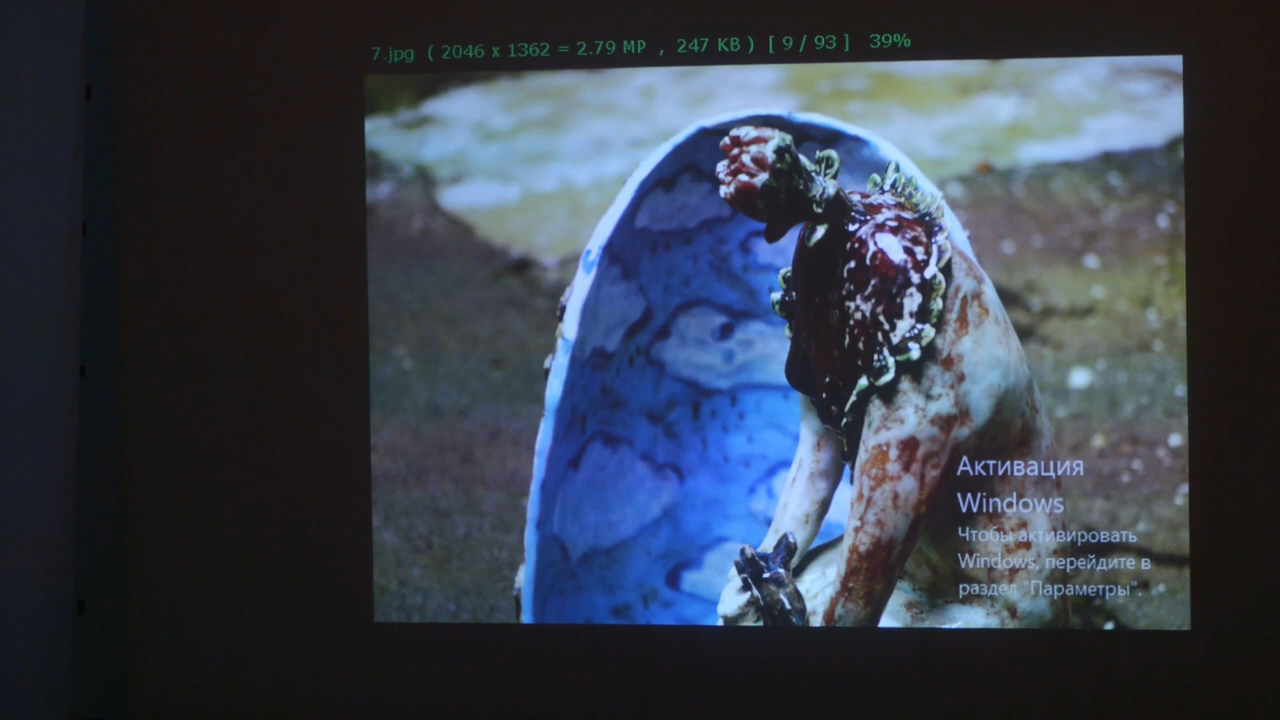 7.jpg ( 2046 x 1362 = 2.79 MP , 247 KB ) [ 9 / 93 ] 39%
Активация
Windows
Чтобы активировать
Windows, перейдите в
раздел "Параметры".